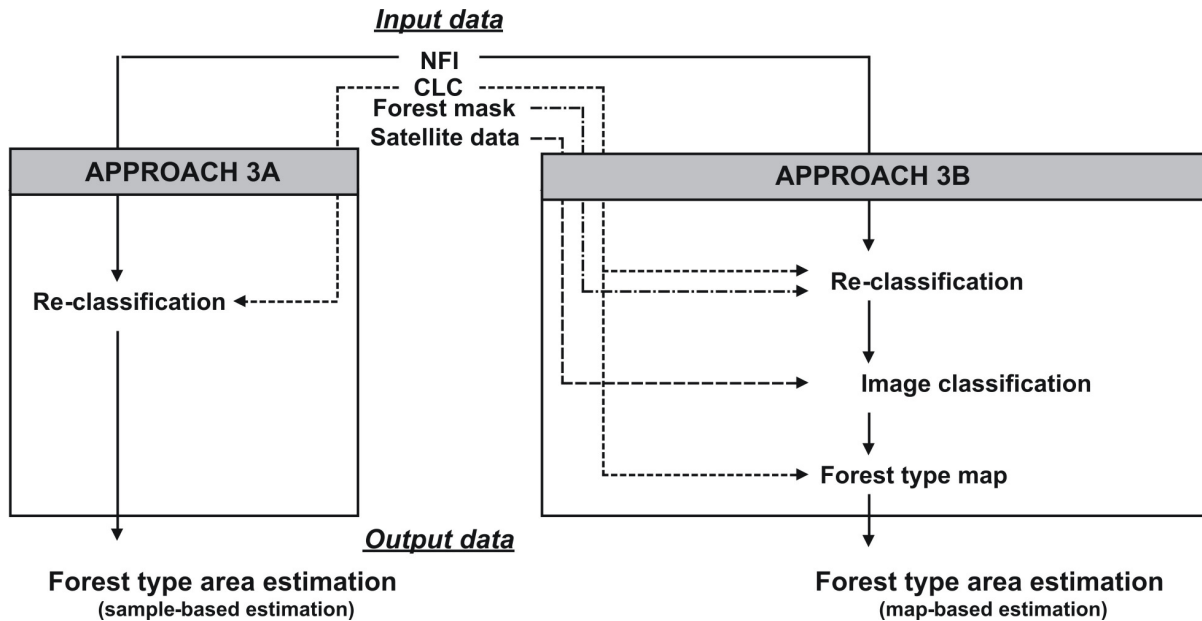 Input data
NFI
CLC
Forest mask
Satellite data
APPROACH 3A
Re-classification
APPROACH 3B
Re-classification
Image classification
Forest type map
Output data
Forest type area estimation
(sample-based estimation)
Forest type area estimation
(map-based estimation)